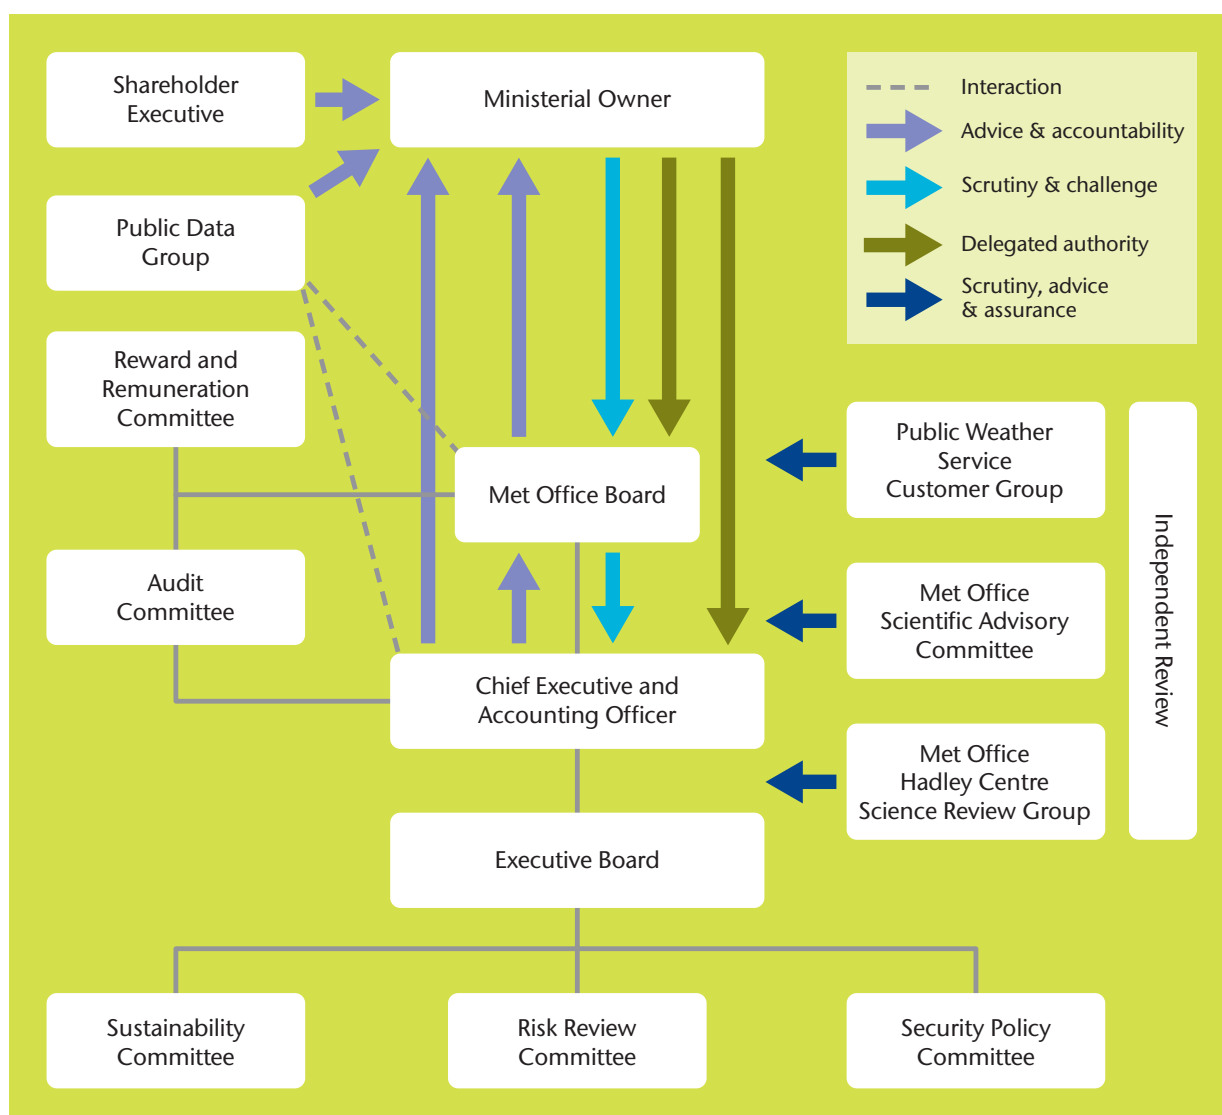 Shareholder
Executive
Ministerial Owner
Interaction
Advice & accountability
Scrutiny & challenge
Delegated authority
Scrutiny, advice
& assurance
Public Data
Group
Reward and
Remuneration
Committee
Public Weather
Service
Customer Group
Met Office Board
Independent Review
Audit
Committee
Met Office
Scientific Advisory
Committee
Chief Executive and
Accounting Officer
Met Office
Hadley Centre
Science Review Group
Executive Board
Sustainability
Committee
Risk Review
Committee
Security Policy
Committee